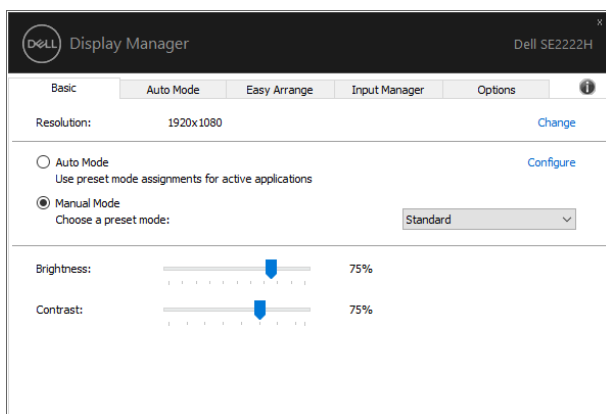 x
DELL Display Manager Dell SE2222H
Basic Auto Mode Easy Arrange Input Manager Options i
Resolution: 1920x1080 Change
Auto Mode Configure
Use preset mode assignments for active applications
Manual Mode
Choose a preset mode: Standard
Brightness: 75%
Contrast: 75%